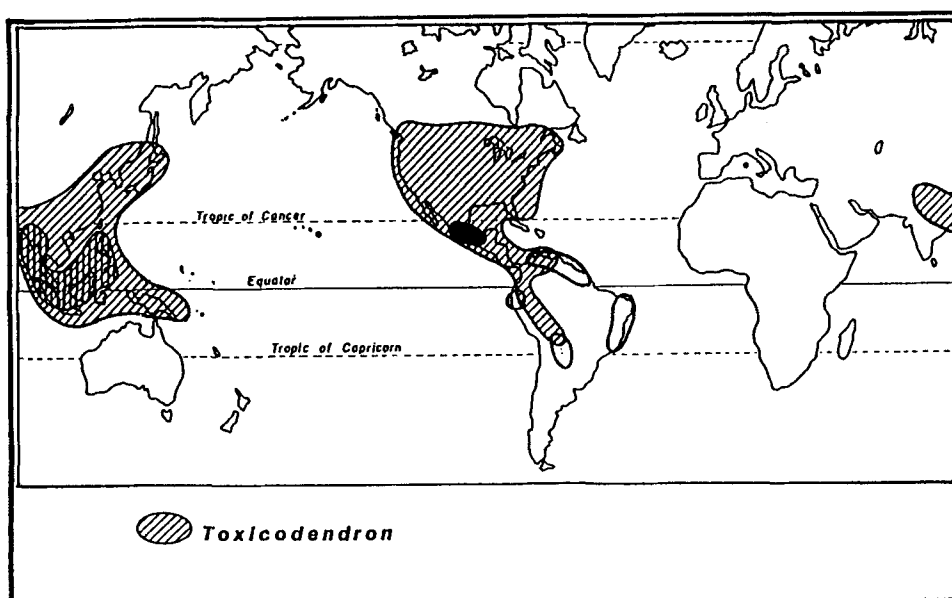 Tropic of Cancer
Equator
Tropic of Capricorn
Toxicodendron